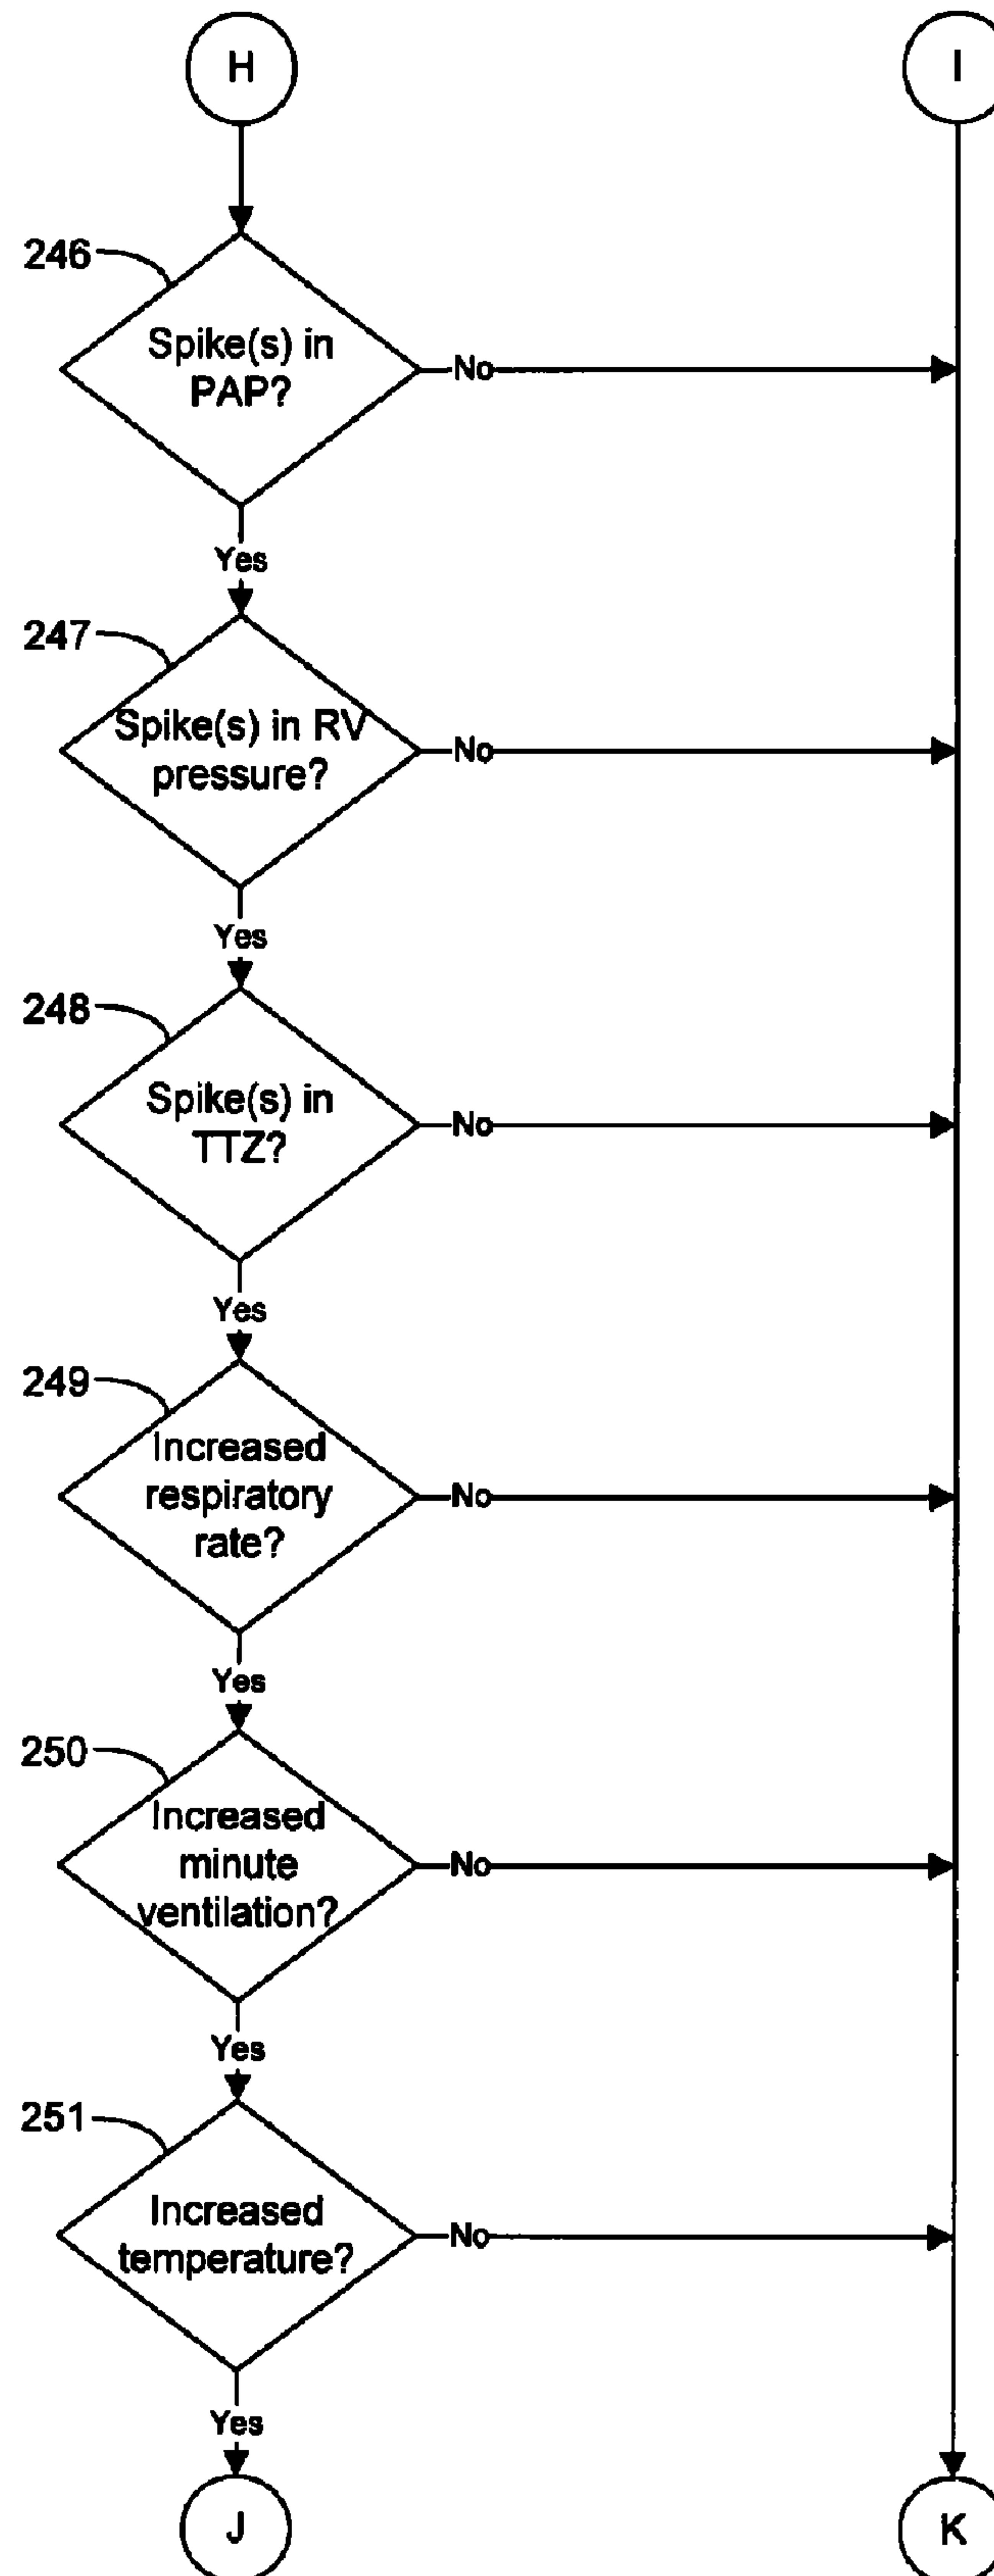 H
I
246
Spike(s) in
PAP?
No
Yes
247
Spike(s) in RV
pressure?
No
Yes
248
Spike(s) in
TTZ?
No
Yes
249
Increased
respiratory
rate?
No
Yes
250
Increased
minute
ventilation?
No
Yes
251
Increased
temperature?
No
Yes
J
K